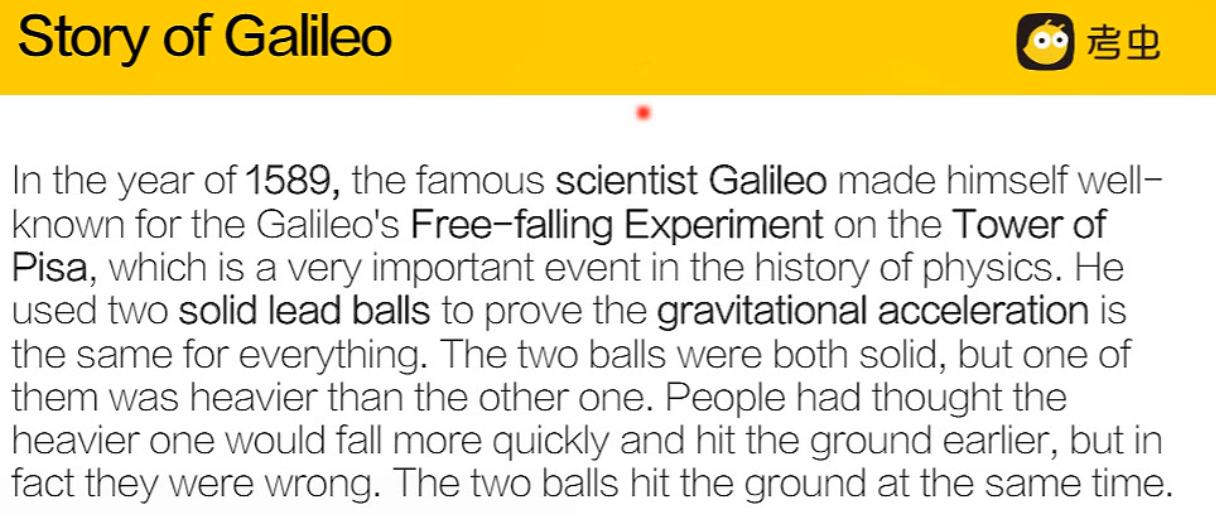 Story of Galileo
考虫
In the year of 1589, the famous scientist Galileo made himself well-
known for the Galileo's Free-falling Experiment on the Tower of
Pisa, which is a very important event in the history of physics. He
used two solid lead balls to prove the gravitational acceleration is
the same for everything. The two balls were both solid, but one of
them was heavier than the other one. People had thought the
heavier one would fall more quickly and hit the ground earlier, but in
fact they were wrong. The two balls hit the ground at the same time.